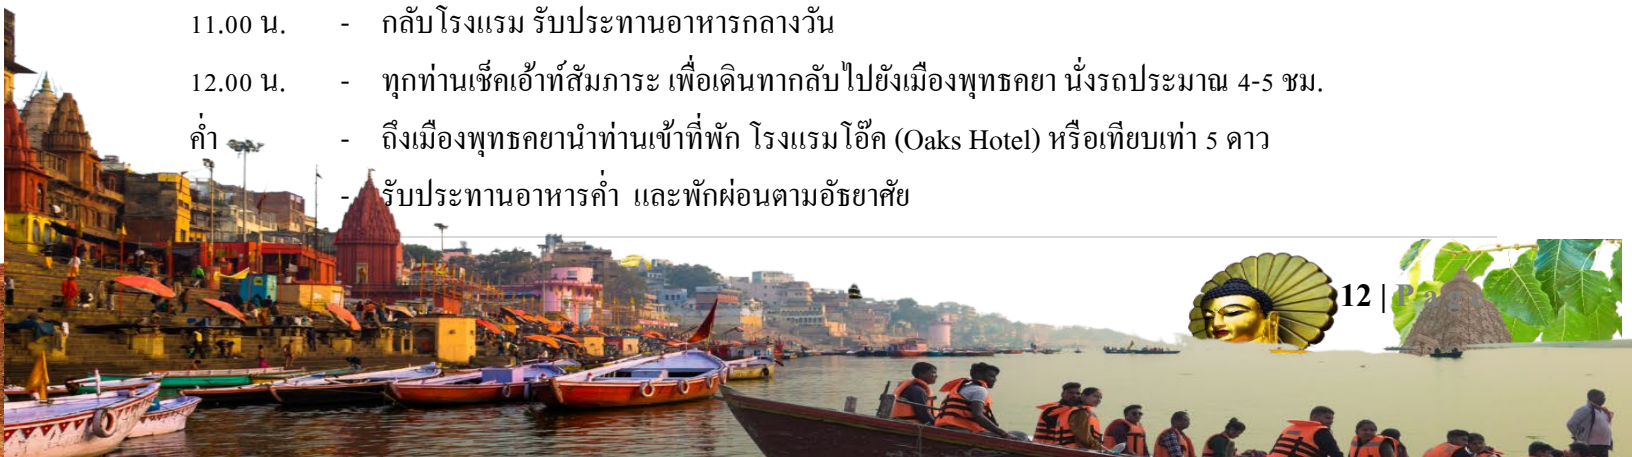 11.00 น. - กลับโรงแรม รับประทานอาหารกลางวัน
12.00 น. - ทุกท่านเช็คเอ้าท์สัมภาระ เพื่อเดินทากลับไปยังเมืองพุทธคยา นั่งรถประมาณ 4-5 ชม.
ค่ำ - ถึงเมืองพุทธคยานำท่านเข้าที่พัก โรงแรมโอ๊ค (Oaks Hotel) หรือเทียบเท่า 5 ดาว
- รับประทานอาหารค่ำ และพักผ่อนตามอัธยาศัย
12 | Page